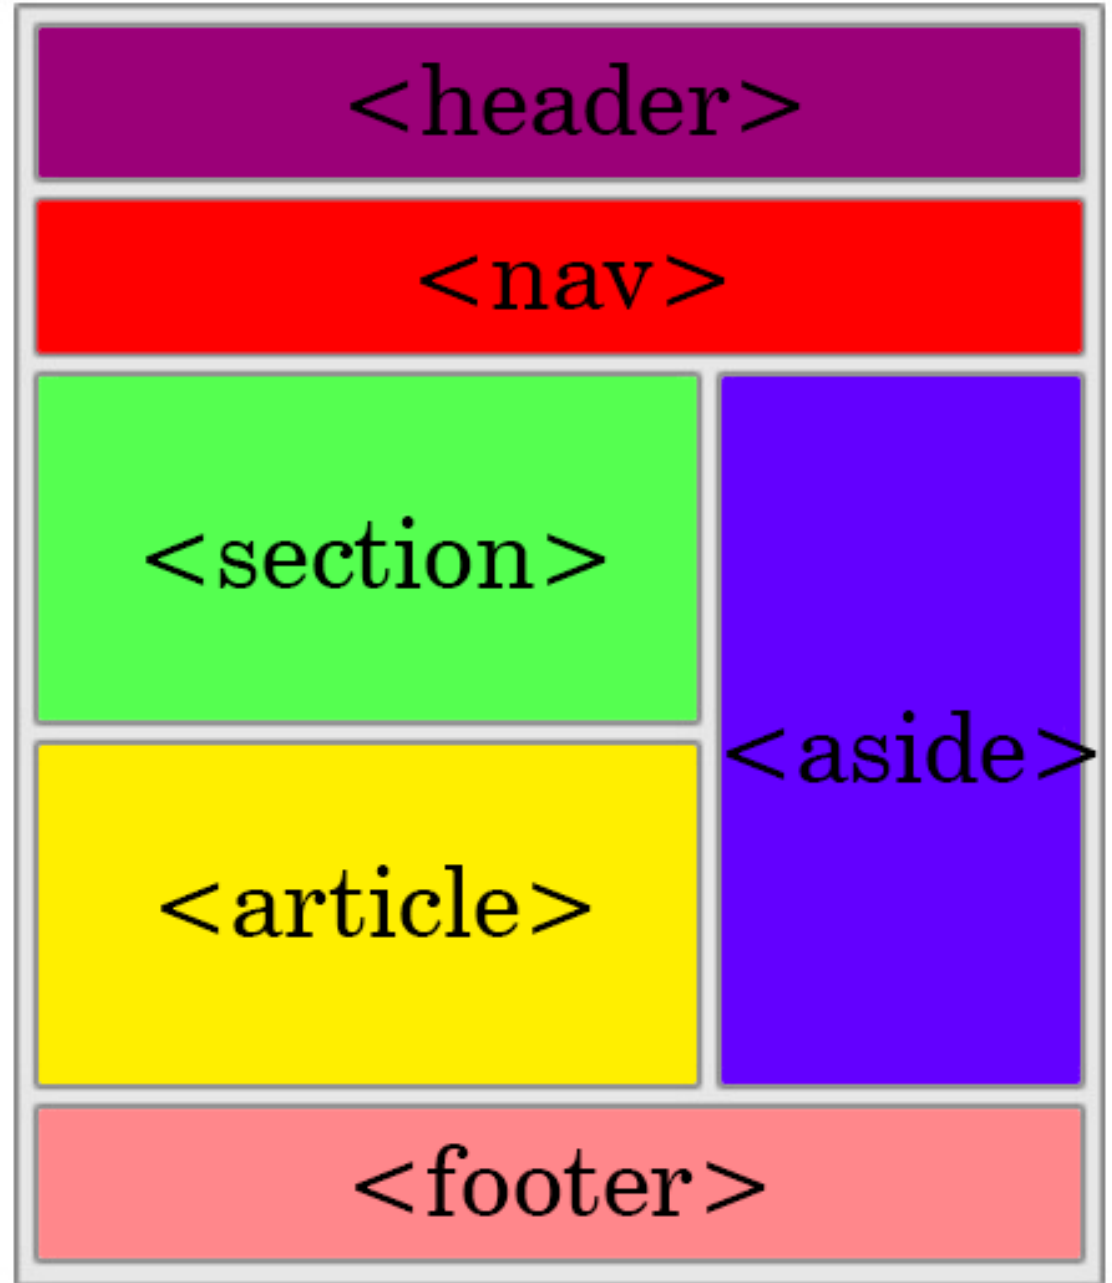 <header>
<nav>
<section>
<aside>
<article>
<footer>